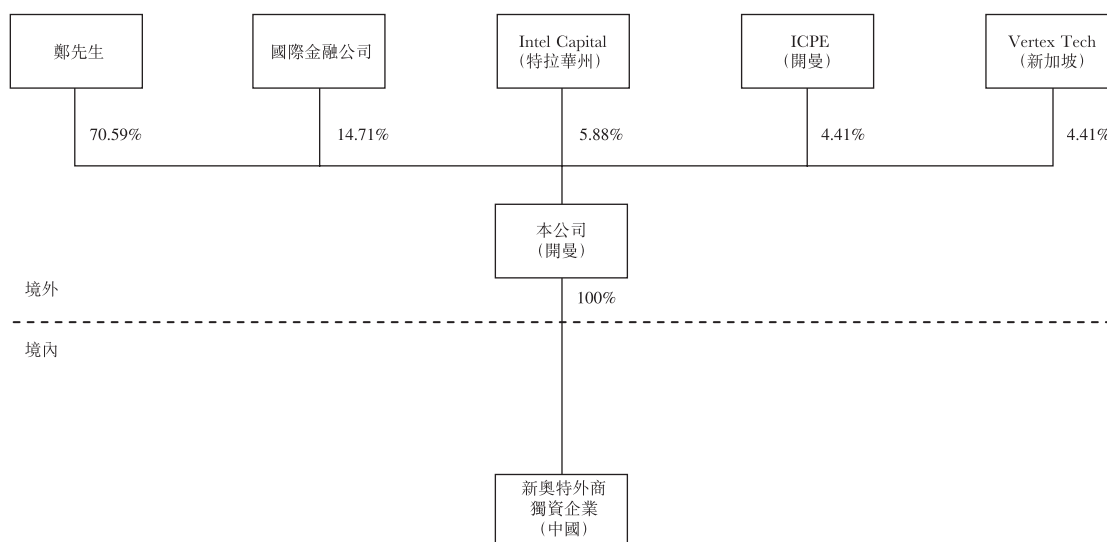 鄭先生
國際金融公司
Intel Capital
(特拉華州)
ICPE
(開曼)
Vertex Tech
(新加坡)
70.59%
14.71%
5.88%
4.41%
4.41%
本公司
(開曼)
境外
100%
境內
新奧特外商
獨資企業
(中國)